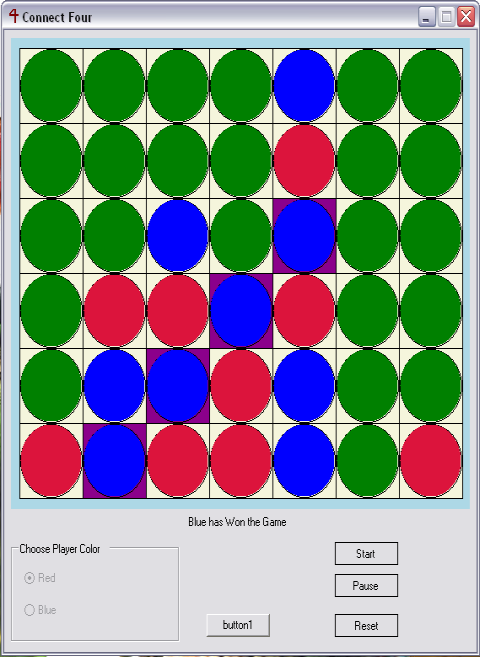 Connect Four
Blue has Won the Game
Choose Player Color
Red
Blue
button1
Start
Pause
Reset